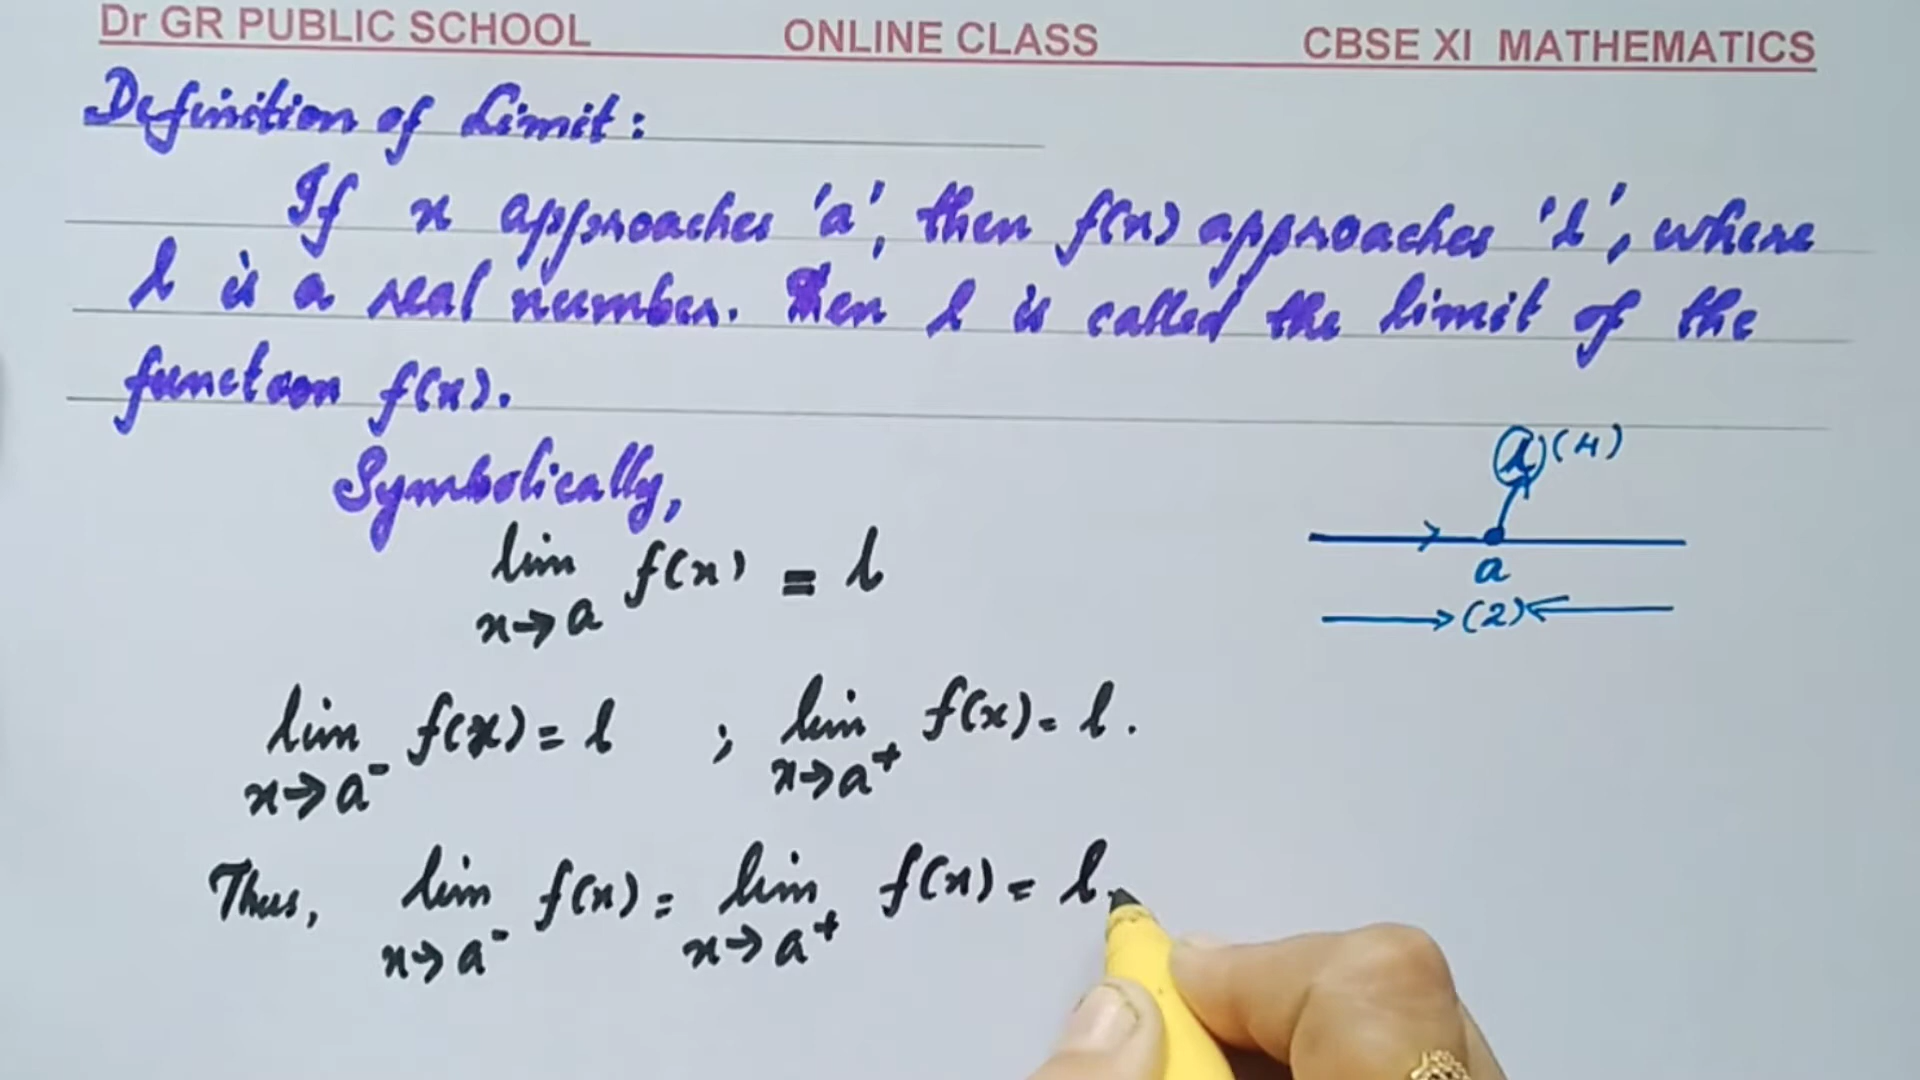 Dr GR PUBLIC SCHOOL ONLINE CLASS CBSE XI MATHEMATICS
Definition of Limit:
If x approaches 'a', then f(x) approaches 'l', where
l is a real number. Then l is called the limit of the
function f(x).
Symbolically,
lim f(x) = l
x→a
l (4)
a
→(2)←
lim f(x) = l ; lim f(x) = l.
x→a⁻ x→a⁺
Thus, lim f(x) = lim f(x) = l.
x→a⁻ x→a⁺